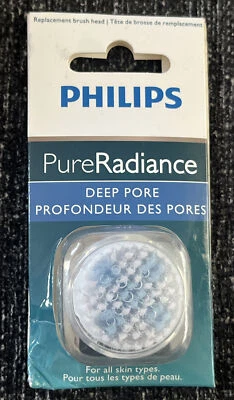 Replacement brush head | Tête de brosse de remplacement
PHILIPS
PureRadiance
DEEP PORE
PROFONDEUR DES PORES
For all skin types.
Pour tous les types de peau.